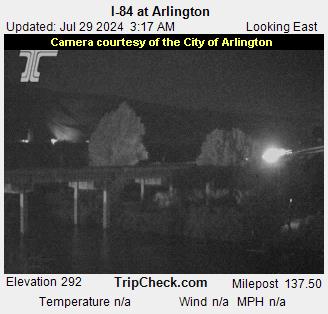 I-84 at Arlington
Updated: Jul 29 2024 3:17 AM Looking East
Camera courtesy of the City of Arlington
Elevation 292 TripCheck.com Milepost 137.50
Temperature n/a Wind n/a MPH n/a